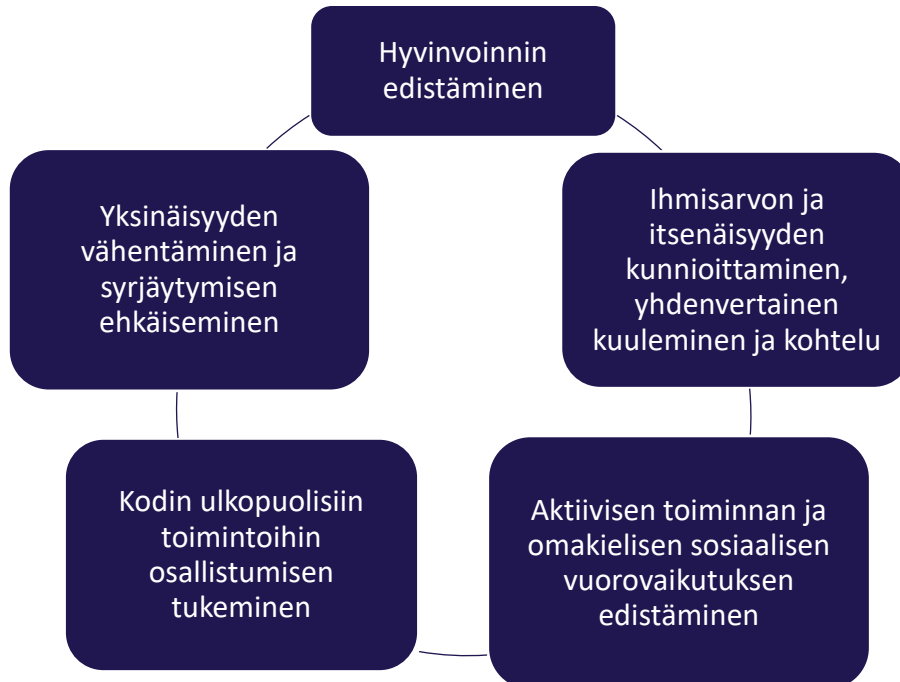 Hyvinvoinnin
edistäminen
Ihmisarvon ja
itsenäisyyden
kunnioittaminen,
yhdenvertainen
kuuleminen ja kohtelu
Aktiivisen toiminnan ja
omakielisen sosiaalisen
vuorovaikutuksen
edistäminen
Kodin ulkopuolisiin
toimintoihin
osallistumisen
tukeminen
Yksinäisyyden
vähentäminen ja
syrjäytymisen
ehkäiseminen